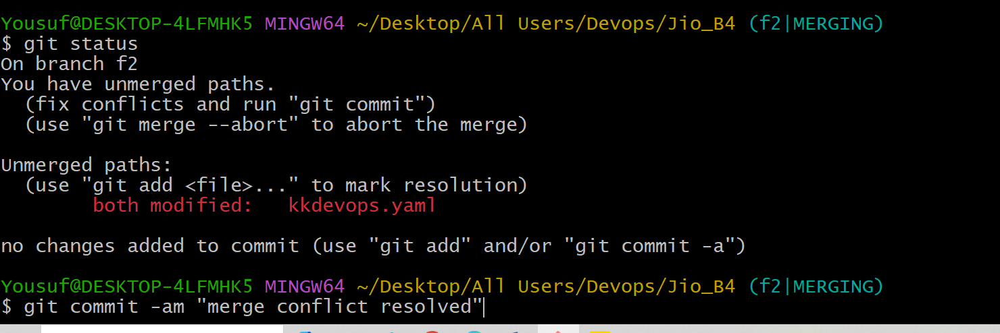 Yousuf@DESKTOP-4LFMHK5 MINGW64 ~/Desktop/All Users/Devops/Jio_B4 (f2|MERGING)
$ git status
On branch f2
You have unmerged paths.
  (fix conflicts and run "git commit")
  (use "git merge --abort" to abort the merge)

Unmerged paths:
  (use "git add <file>..." to mark resolution)
        both modified:   kkdevops.yaml

no changes added to commit (use "git add" and/or "git commit -a")

Yousuf@DESKTOP-4LFMHK5 MINGW64 ~/Desktop/All Users/Devops/Jio_B4 (f2|MERGING)
$ git commit -am "merge conflict resolved"